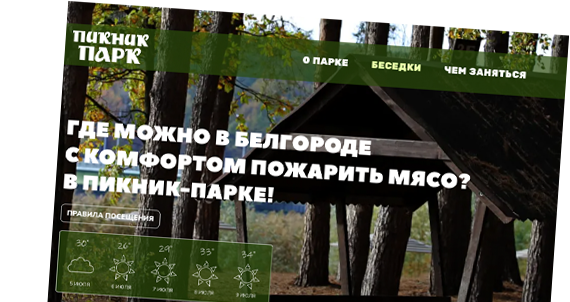 ПИКНИК
ПАРК
О ПАРКЕ БЕСЕДКИ ЧЕМ ЗАНЯТЬСЯ
ГДЕ МОЖНО В БЕЛГОРОДЕ
С КОМФОРТОМ ПОЖАРИТЬ МЯСО?
В ПИКНИК-ПАРКЕ!
ПРАВИЛА ПОСЕЩЕНИЯ
30° 26° 29° 33° 34°
5 ИЮЛЯ 6 ИЮЛЯ 7 ИЮЛЯ 8 ИЮЛЯ 9 ИЮЛЯ